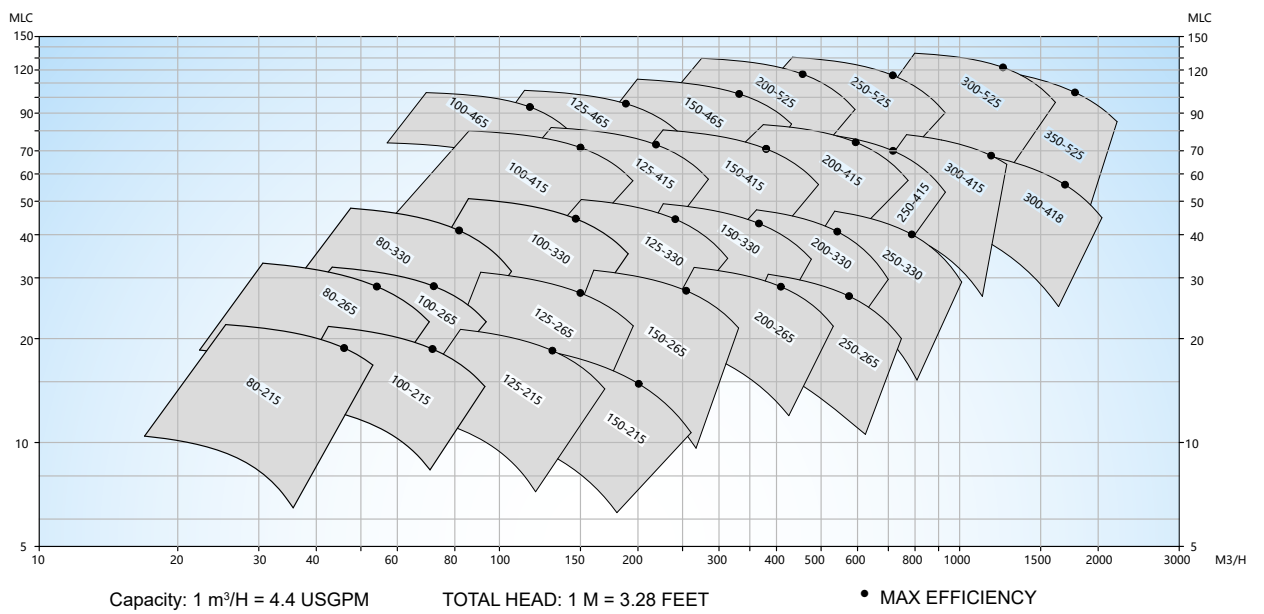 MLC MLC
150 150
120 120
90 90
70 70
60 60
50 50
40 40
30 30
20 20
10 10
5 5
100-465 125-465 150-465 200-525 250-525 300-525 350-525
100-415 125-415 150-415 200-415 250-415 300-415 300-418
80-330 100-330 125-330 150-330 200-330 250-330
80-265 100-265 125-265 150-265 200-265 250-265
80-215 100-215 125-215 150-215
10 20 30 40 60 80 100 150 200 300 400 500 600 800 1000 1500 2000 3000 M3/H
Capacity: 1 m³/H = 4.4 USGPM TOTAL HEAD: 1 M = 3.28 FEET • MAX EFFICIENCY